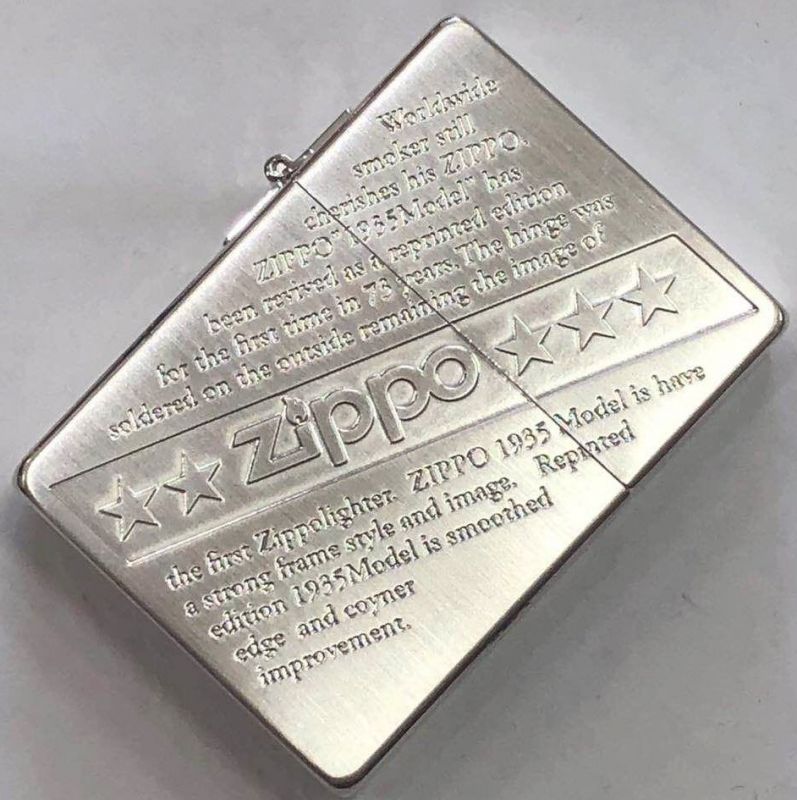 Worldwide
smoker still
cherishes his ZIPPO.
ZIPPO "1935Model" has
been revived as a reprinted edition
for the first time in 73 years. The hinge was
soldered on the outside remaining the image of
Zippo
the first Zippolighter. ZIPPO 1935 Model is have
a strong frame style and image. Repinted
edition 1935Model is smoothed
edge and coyner
improvement.